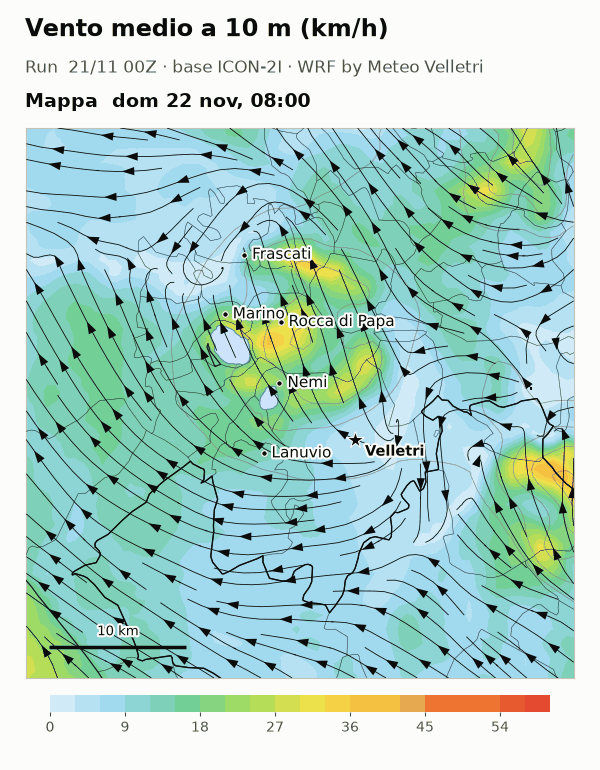 Vento medio a 10 m (km/h)
Run  21/11 00Z · base ICON-2I · WRF by Meteo Velletri
Mappa  dom 22 nov, 08:00
Frascati
Marino
Rocca di Papa
Nemi
Velletri
Lanuvio
10 km
0 9 18 27 36 45 54